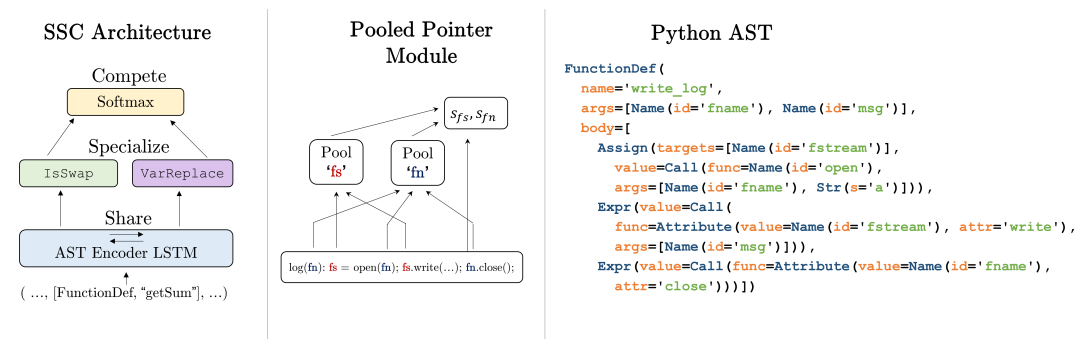 SSC Architecture
Compete
Softmax
Specialize
IsSwap
VarReplace
Share
AST Encoder LSTM
( ..., [FunctionDef, "getSum"], ...)
Pooled Pointer
Module
s_fs, s_fn
Pool
'fs'
Pool
'fn'
log(fn): fs = open(fn); fs.write(...); fn.close();
Python AST
FunctionDef(
name='write_log',
args=[Name(id='fname'), Name(id='msg')],
body=[
Assign(targets=[Name(id='fstream')],
value=Call(func=Name(id='open'),
args=[Name(id='fname'), Str(s='a')])),
Expr(value=Call(
func=Attribute(value=Name(id='fstream'), attr='write'),
args=[Name(id='msg')])),
Expr(value=Call(func=Attribute(value=Name(id='fname'),
attr='close')))])